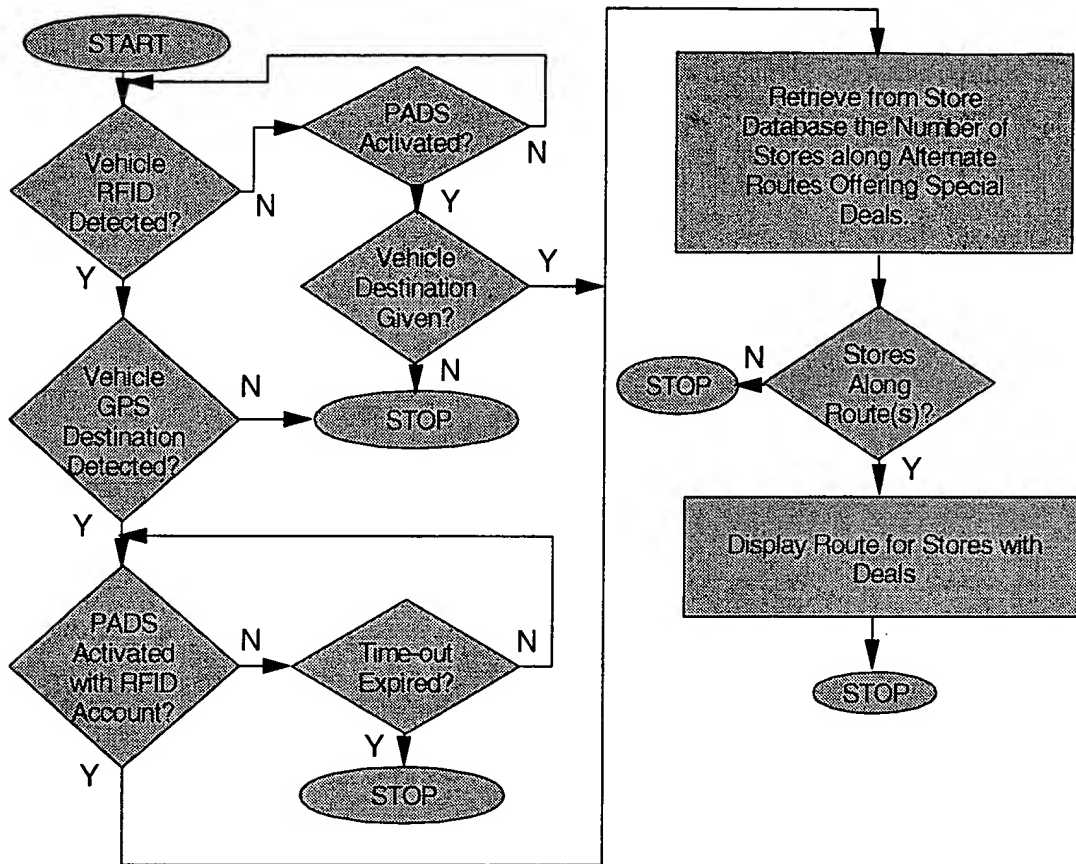 START
Vehicle
RFID
Detected?
N
Y
PADS
Activated?
N
Y
Vehicle
Destination
Given?
Y
N
STOP
Vehicle
GPS
Destination
Detected?
N
Y
PADS
Activated
with RFID
Account?
N
Y
Time-out
Expired?
N
Y
STOP
Retrieve from Store
Database the Number of
Stores along Alternate
Routes Offering Special
Deals.
Stores
Along
Route(s)?
N
STOP
Y
Display Route for Stores with
Deals
STOP